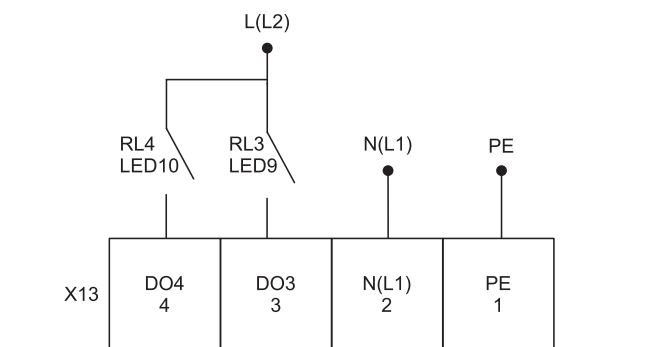 L(L2)
RL4
LED10
RL3
LED9
N(L1)
PE
X13
DO4
4
DO3
3
N(L1)
2
PE
1